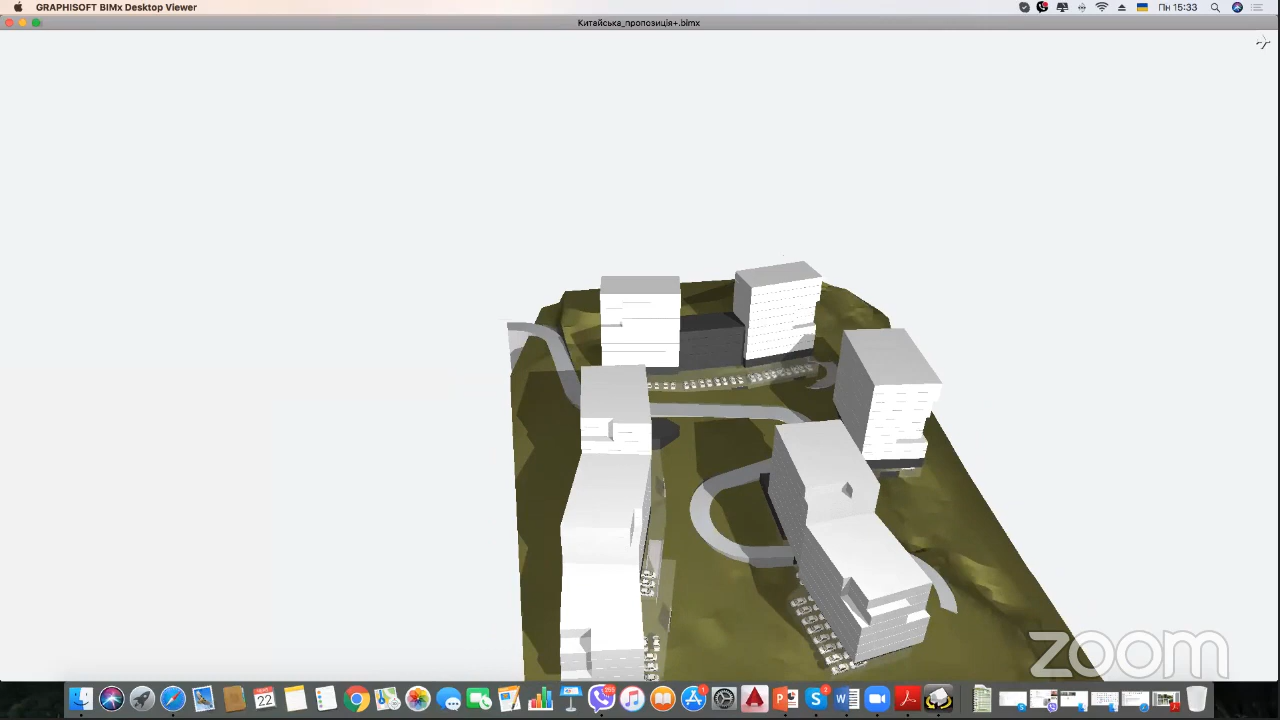 GRAPHISOFT BIMx Desktop Viewer
Пн 15:33
Китайська_пропозиція+.bimx
zoom
22